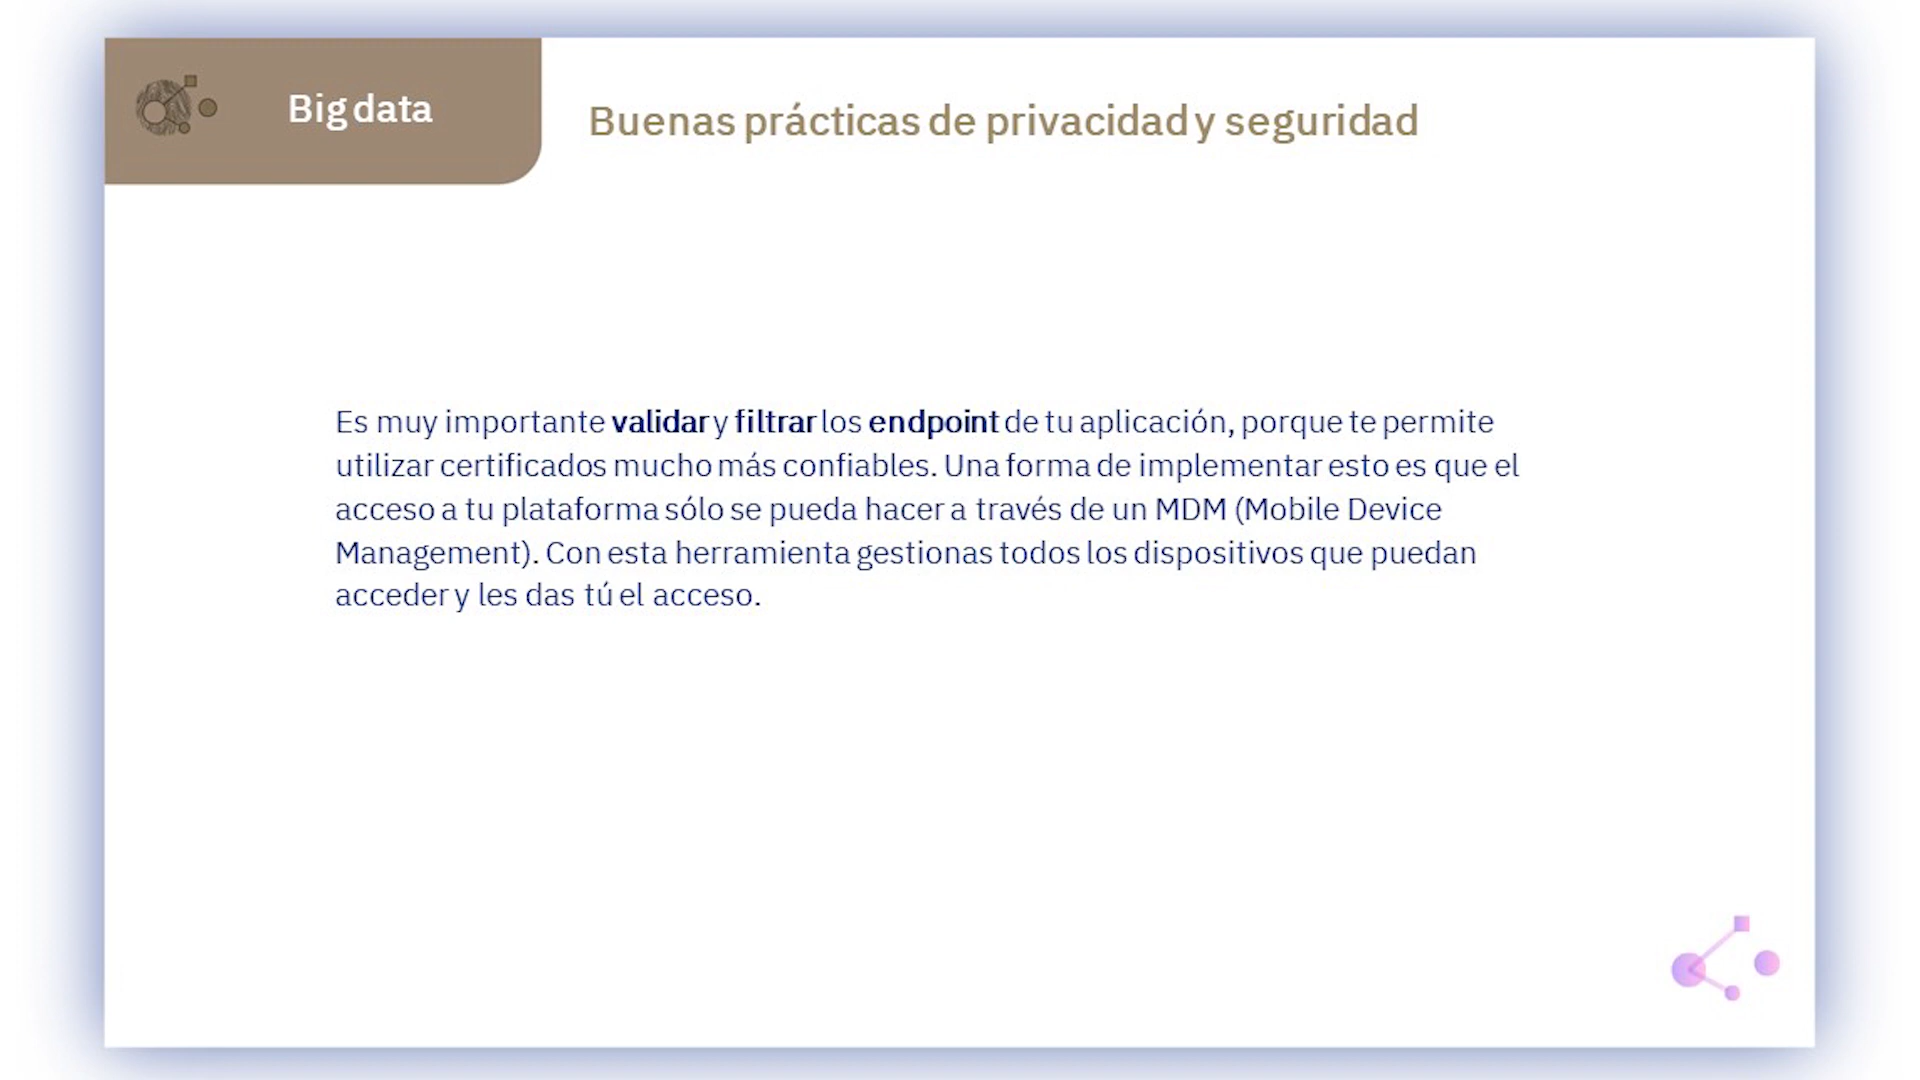 Big data
Buenas prácticas de privacidad y seguridad
Es muy importante validar y filtrar los endpoint de tu aplicación, porque te permite
utilizar certificados mucho más confiables. Una forma de implementar esto es que el
acceso a tu plataforma sólo se pueda hacer a través de un MDM (Mobile Device
Management). Con esta herramienta gestionas todos los dispositivos que puedan
acceder y les das tú el acceso.